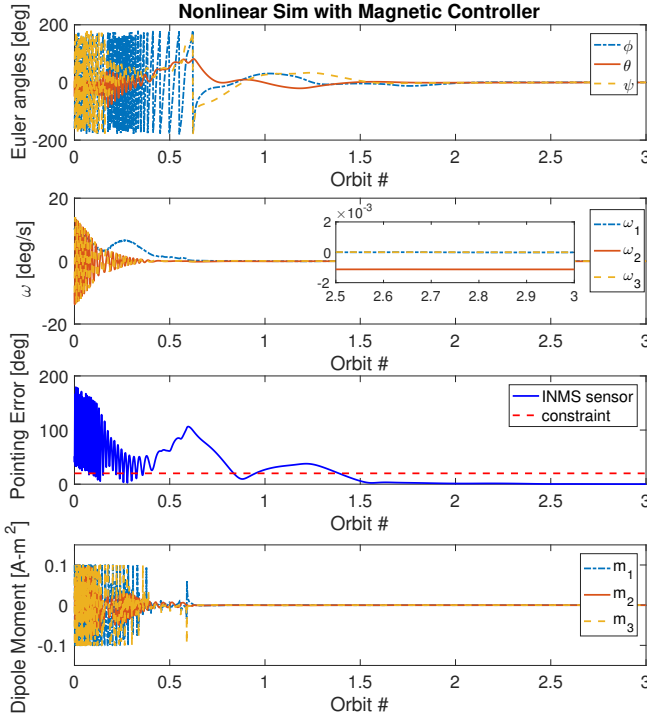 Nonlinear Sim with Magnetic Controller
Euler angles [deg]
200
0
-200
0 0.5 1 1.5 2 2.5 3
Orbit #
ϕ
θ
ψ
ω [deg/s]
20
0
-20
0 0.5 1 1.5 2 2.5 3
Orbit #
×10⁻³
2
0
-2
2.5 2.6 2.7 2.8 2.9 3
ω₁
ω₂
ω₃
Pointing Error [deg]
200
100
0
0 0.5 1 1.5 2 2.5 3
Orbit #
INMS sensor
constraint
Dipole Moment [A-m²]
0.1
0
-0.1
0 0.5 1 1.5 2 2.5 3
Orbit #
m₁
m₂
m₃